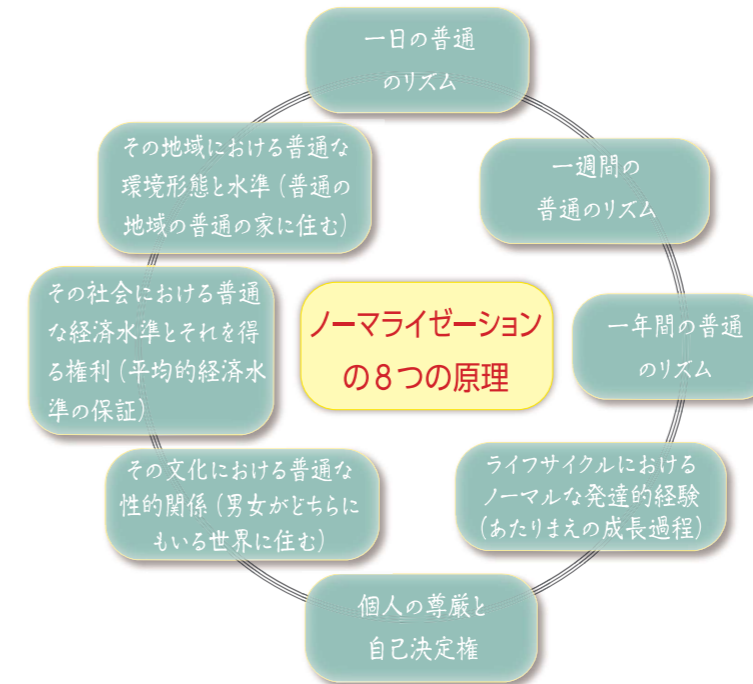 一日の普通
のリズム
一週間の
普通のリズム
一年間の普通
のリズム
ライフサイクルにおける
ノーマルな発達的経験
(あたりまえの成長過程)
個人の尊厳と
自己決定権
その文化における普通な
性的関係(男女がどちらに
もいる世界に住む)
その社会における普通
な経済水準とそれを得
る権利(平均的経済水
準の保証)
その地域における普通な
環境形態と水準(普通の
地域の普通の家に住む)
ノーマライゼーション
の8つの原理